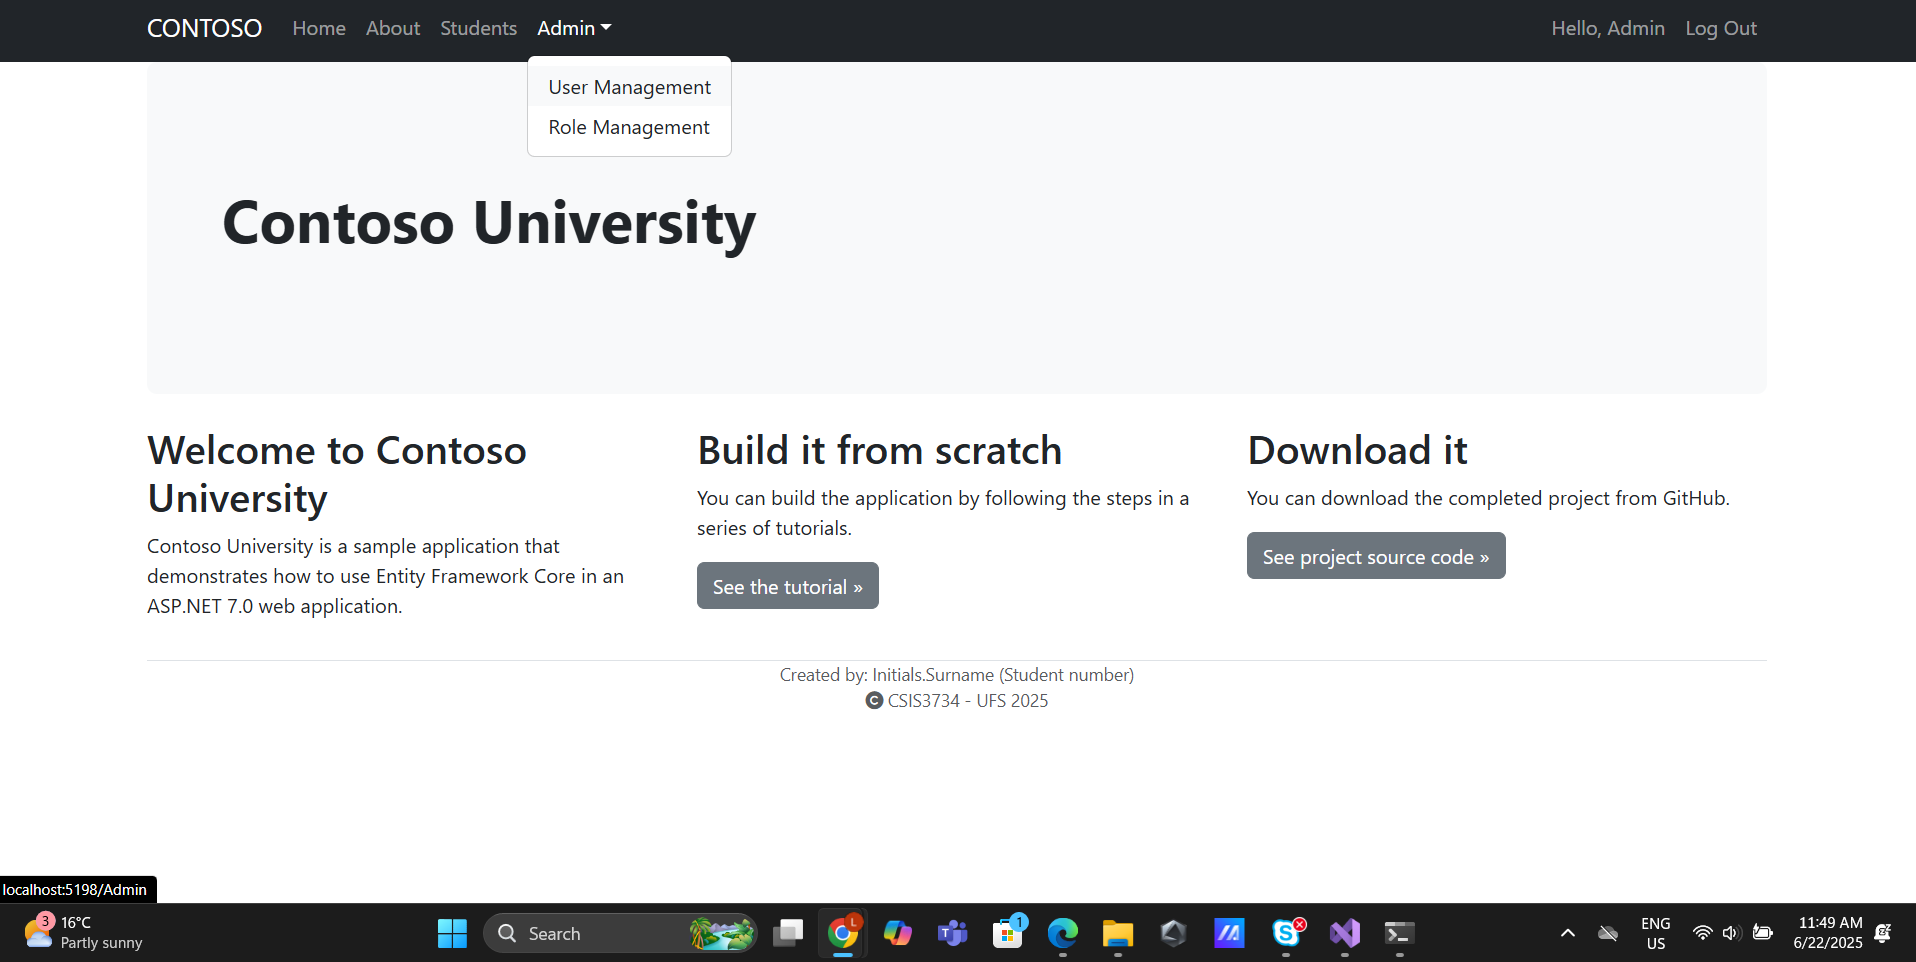 CONTOSO Home About Students Admin Hello, Admin Log Out
User Management
Role Management
Contoso University
Welcome to Contoso
University
Contoso University is a sample application that
demonstrates how to use Entity Framework Core in an
ASP.NET 7.0 web application.
Build it from scratch
You can build the application by following the steps in a
series of tutorials.
See the tutorial »
Download it
You can download the completed project from GitHub.
See project source code »
Created by: Initials.Surname (Student number)
C CSIS3734 - UFS 2025
localhost:5198/Admin
3 16°C
Partly sunny
Search
L
T
1
S
ENG
US
11:49 AM
6/22/2025